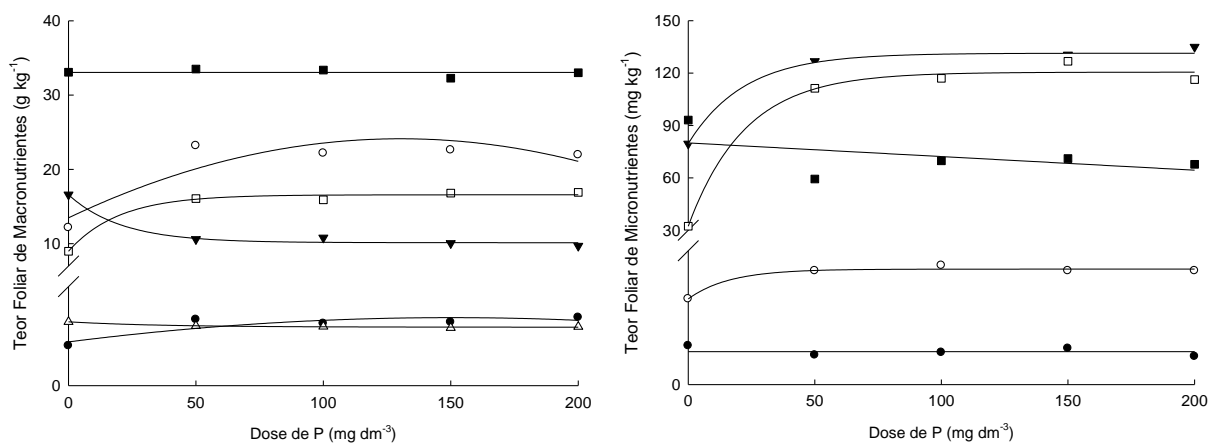 Teor Foliar de Macronutrientes (g kg⁻¹)
40
30
20
10
0
0 50 100 150 200
Dose de P (mg dm⁻³)
Teor Foliar de Micronutrientes (mg kg⁻¹)
150
120
90
60
30
0
0 50 100 150 200
Dose de P (mg dm⁻³)